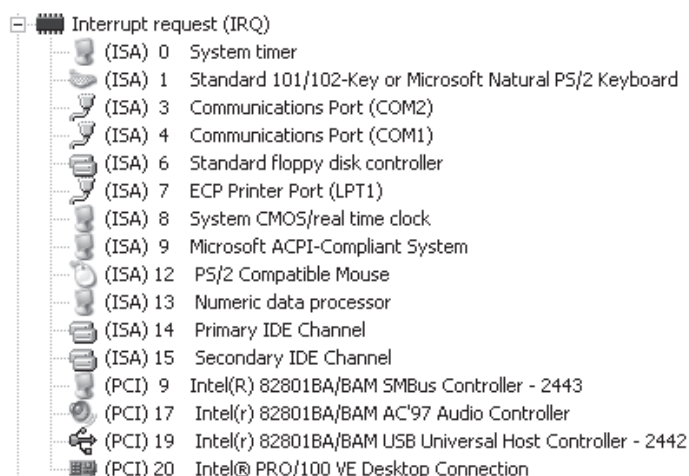 Interrupt request (IRQ)
(ISA) 0 System timer
(ISA) 1 Standard 101/102-Key or Microsoft Natural PS/2 Keyboard
(ISA) 3 Communications Port (COM2)
(ISA) 4 Communications Port (COM1)
(ISA) 6 Standard floppy disk controller
(ISA) 7 ECP Printer Port (LPT1)
(ISA) 8 System CMOS/real time clock
(ISA) 9 Microsoft ACPI-Compliant System
(ISA) 12 PS/2 Compatible Mouse
(ISA) 13 Numeric data processor
(ISA) 14 Primary IDE Channel
(ISA) 15 Secondary IDE Channel
(PCI) 9 Intel(R) 82801BA/BAM SMBus Controller - 2443
(PCI) 17 Intel(r) 82801BA/BAM AC'97 Audio Controller
(PCI) 19 Intel(r) 82801BA/BAM USB Universal Host Controller - 2442
(PCI) 20 Intel® PRO/100 VE Desktop Connection